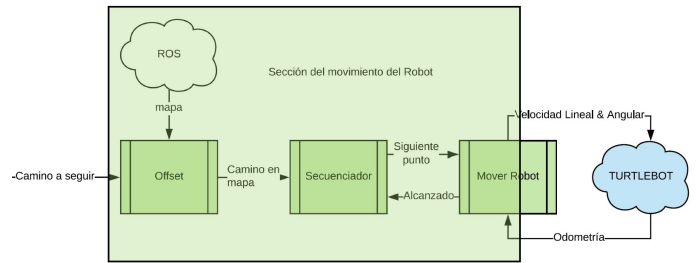 ROS
Sección del movimiento del Robot
mapa
Velocidad Lineal & Angular
-Camino a seguir
Offset
Camino en
mapa
Secuenciador
Siguiente
punto
Alcanzado
Mover Robot
TURTLEBOT
Odometría